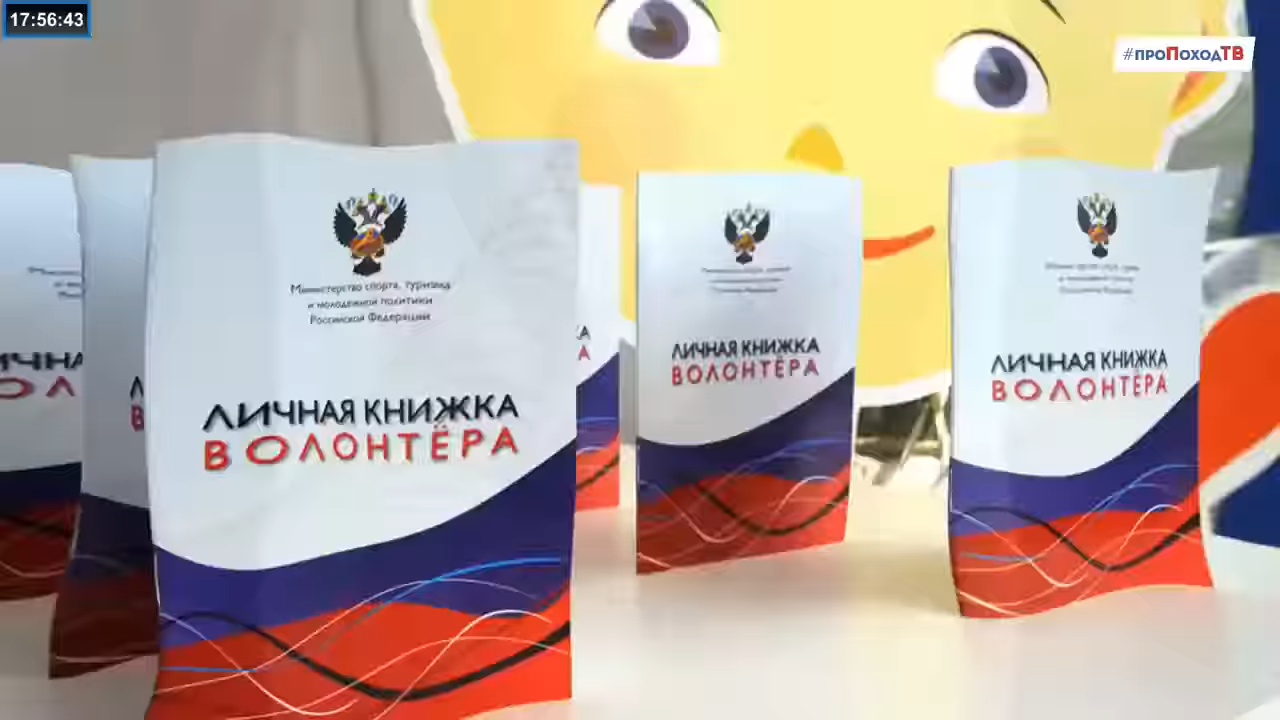 17:56:43
#проПоходТВ
Министерство спорта, туризма
и молодежной политики
Российской Федерации
ЛИЧНАЯ КНИЖКА
ВОЛОНТЁРА
ЛИЧНАЯ КНИЖКА
ВОЛОНТЁРА
ЛИЧНАЯ КНИЖКА
ВОЛОНТЁРА